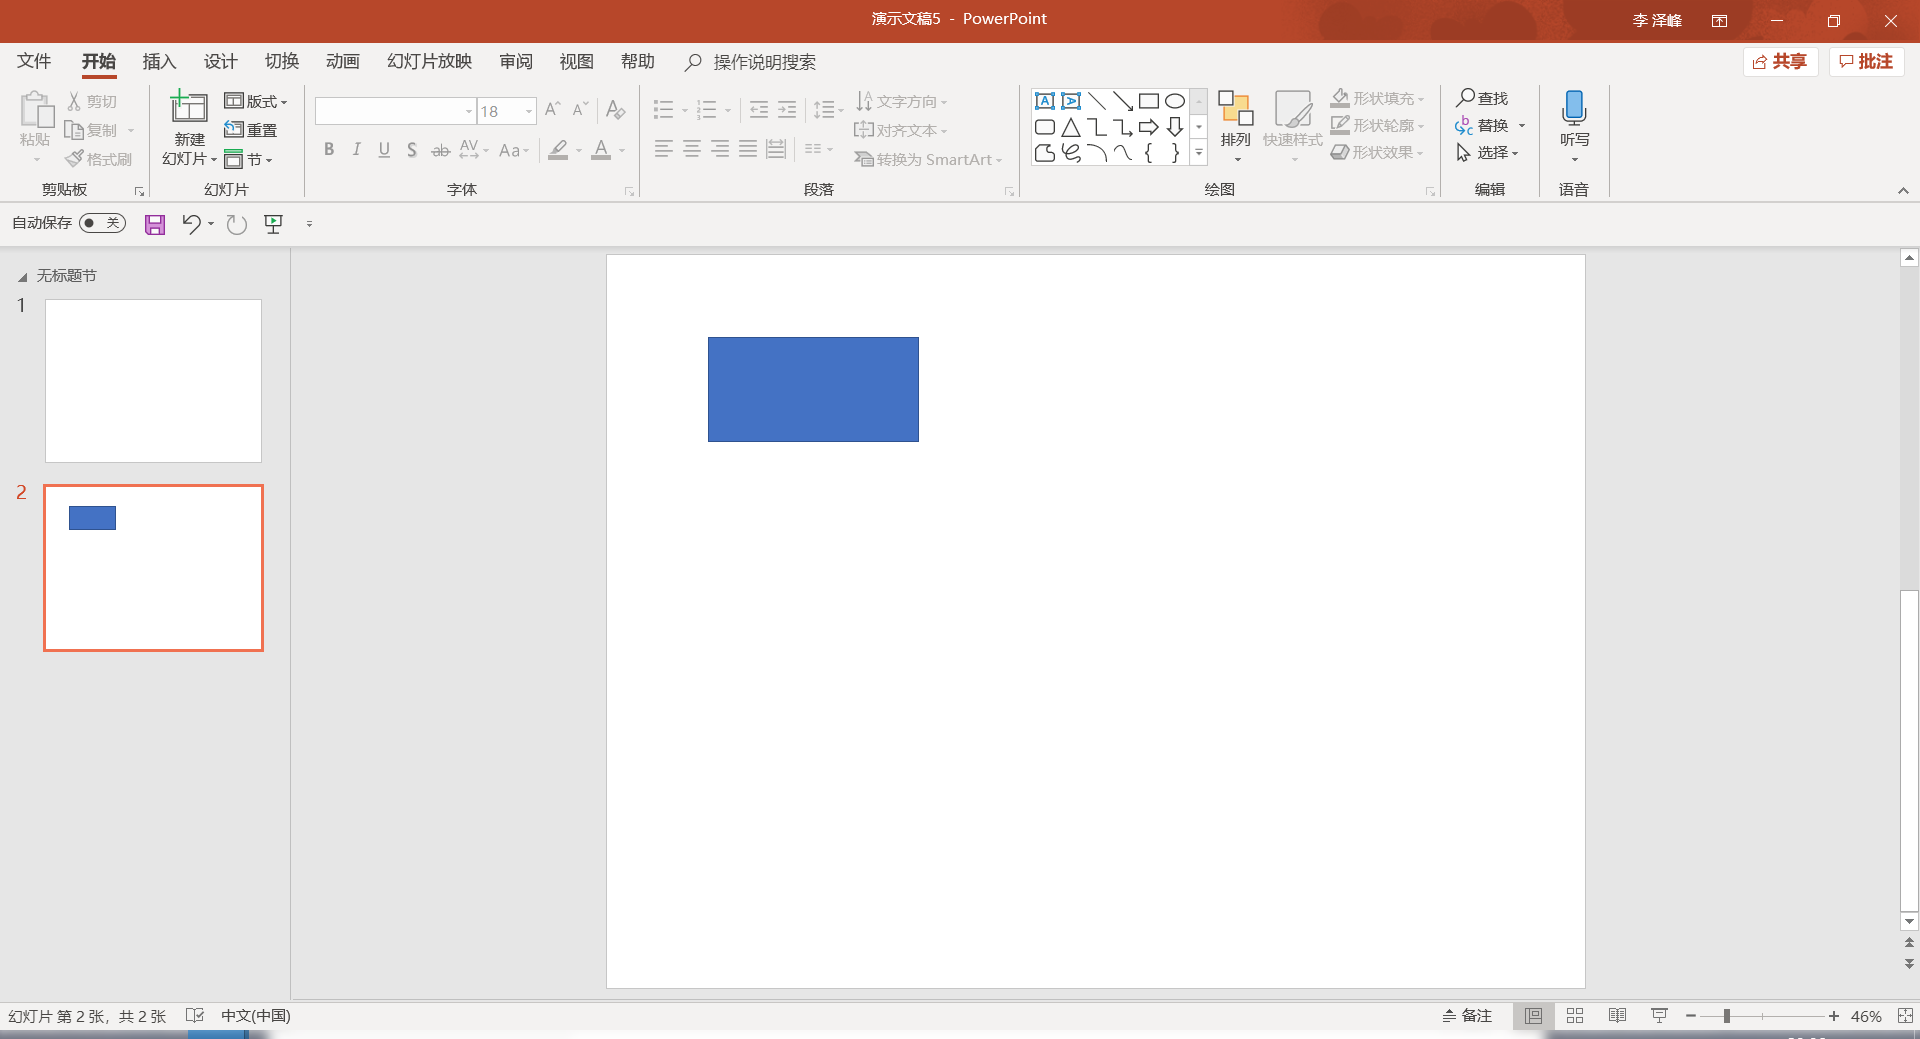 演示文稿5 - PowerPoint
李 泽峰
文件 开始 插入 设计 切换 动画 幻灯片放映 审阅 视图 帮助 操作说明搜索
共享 批注
粘贴
剪切
复制
格式刷
剪贴板
新建
幻灯片
版式
重置
节
幻灯片
18
B I U S ab AV Aa A
字体
文字方向
对齐文本
转换为 SmartArt
段落
排列
快速样式
形状填充
形状轮廓
形状效果
绘图
查找
替换
选择
编辑
听写
语音
自动保存 关
无标题节
1
2
幻灯片 第 2 张，共 2 张 中文(中国)
备注
46%